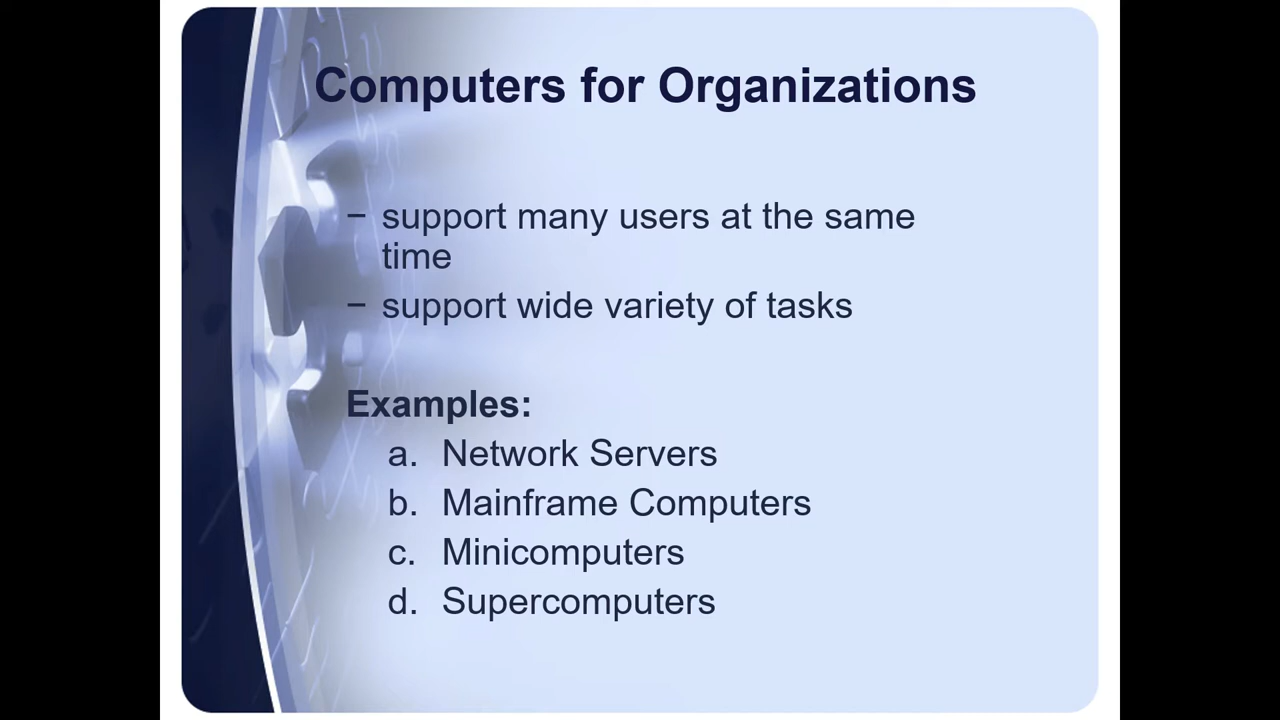 Computers for Organizations
– support many users at the same
time
– support wide variety of tasks
Examples:
a. Network Servers
b. Mainframe Computers
c. Minicomputers
d. Supercomputers